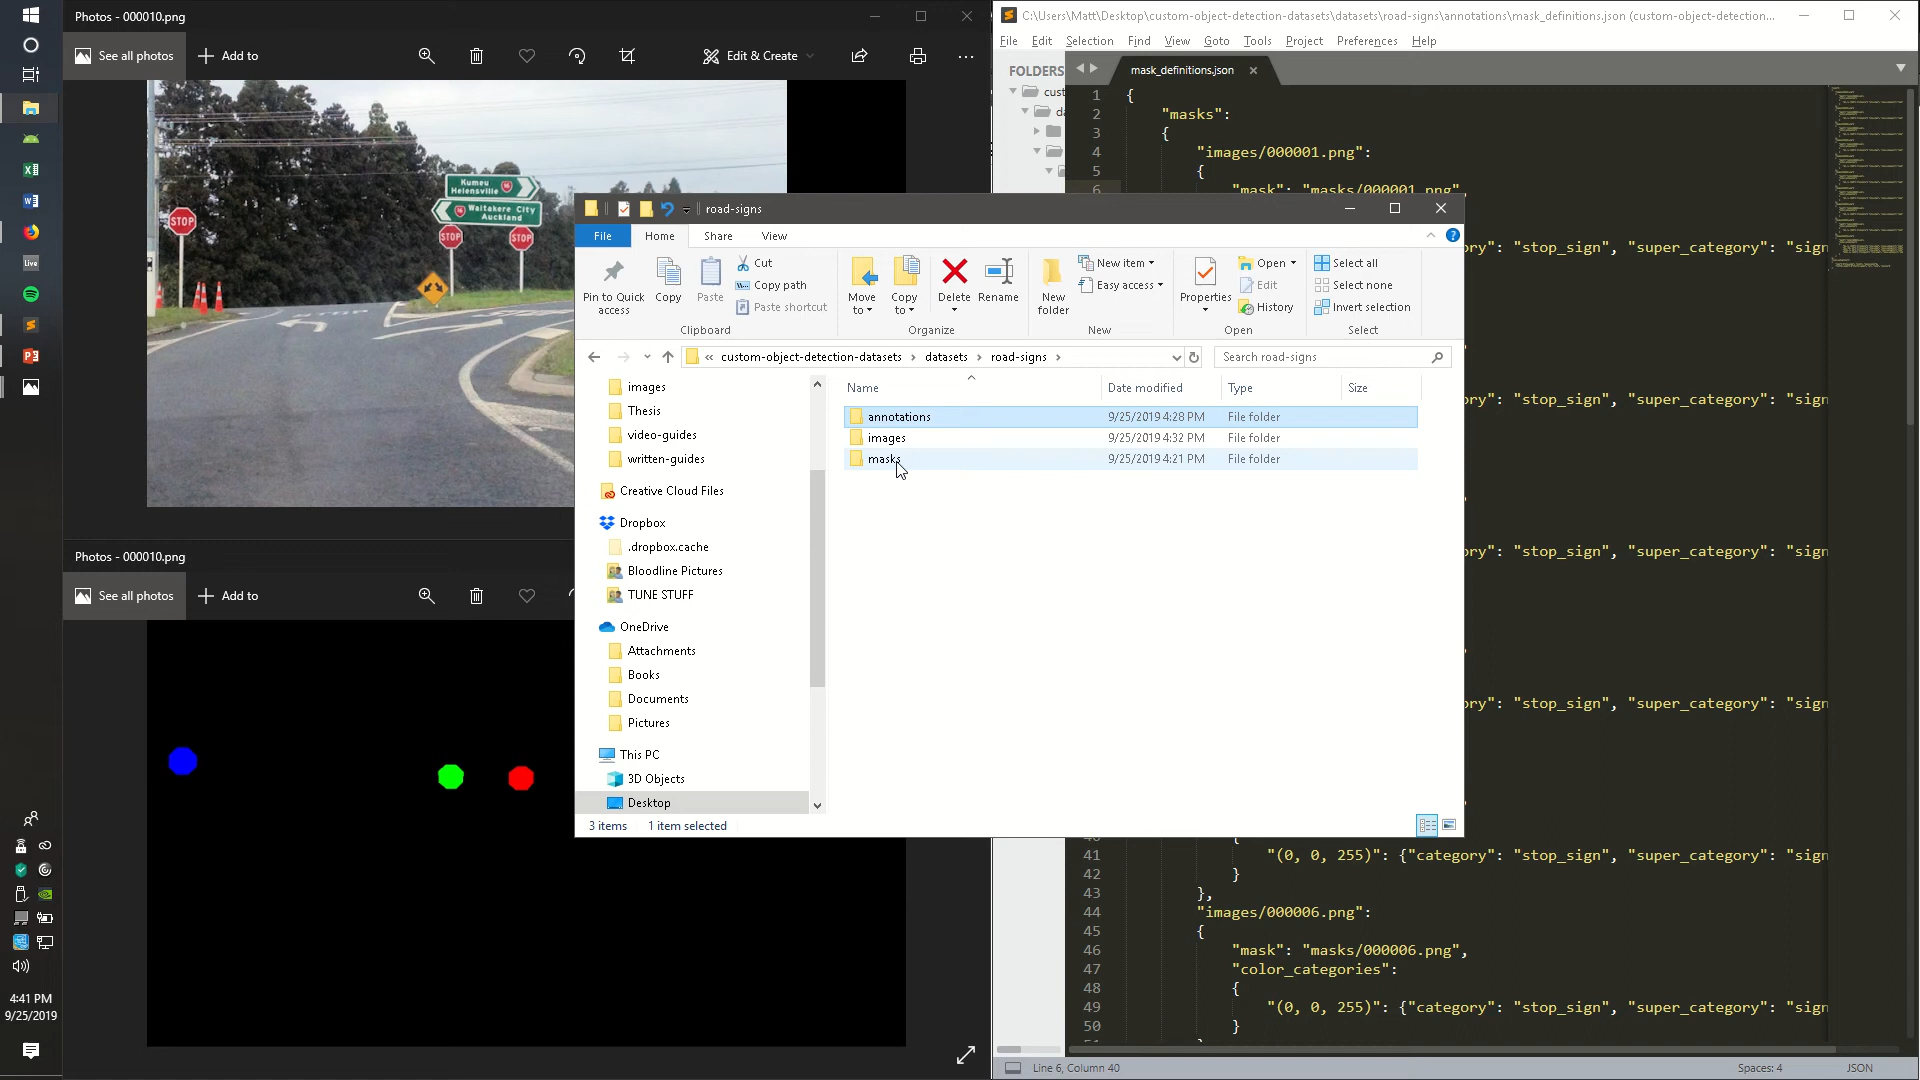 Photos - 000010.png
See all photos
Add to
Edit & Create
Kumeu
Helensville
Waitakere City
Auckland
STOP
STOP
STOP
Photos - 000010.png
See all photos
Add to
Live
4:41 PM
9/25/2019
C:\Users\Matt\Desktop\custom-object-detection-datasets\datasets\road-signs\annotations\mask_definitions.json (custom-object-detection...
File Edit Selection Find View Goto Tools Project Preferences Help
FOLDERS
cust
da
mask_definitions.json
1 {
2 "masks":
3 {
4 "images/000001.png":
5 {
6 "mask": "masks/000001.png"
ory": "stop_sign", "super_category": "sign
ory": "stop_sign", "super_category": "sign
ory": "stop_sign", "super_category": "sign
ory": "stop_sign", "super_category": "sign
41 "(0, 0, 255)": {"category": "stop_sign", "super_category": "sign
42 }
43 },
44 "images/000006.png":
45 {
46 "mask": "masks/000006.png",
47 "color_categories":
48 {
49 "(0, 0, 255)": {"category": "stop_sign", "super_category": "sign
50 }
Line 6, Column 40
Spaces: 4
JSON
road-signs
File Home Share View
Pin to Quick access
Copy
Paste
Cut
Copy path
Paste shortcut
Clipboard
Move to
Copy to
Delete
Rename
Organize
New folder
New item
Easy access
New
Properties
Open
Edit
History
Open
Select all
Select none
Invert selection
Select
« custom-object-detection-datasets > datasets > road-signs >
Search road-signs
images
Thesis
video-guides
written-guides
Creative Cloud Files
Dropbox
.dropbox.cache
Bloodline Pictures
TUNE STUFF
OneDrive
Attachments
Books
Documents
Pictures
This PC
3D Objects
Desktop
Name Date modified Type Size
annotations 9/25/2019 4:28 PM File folder
images 9/25/2019 4:32 PM File folder
masks 9/25/2019 4:21 PM File folder
3 items 1 item selected